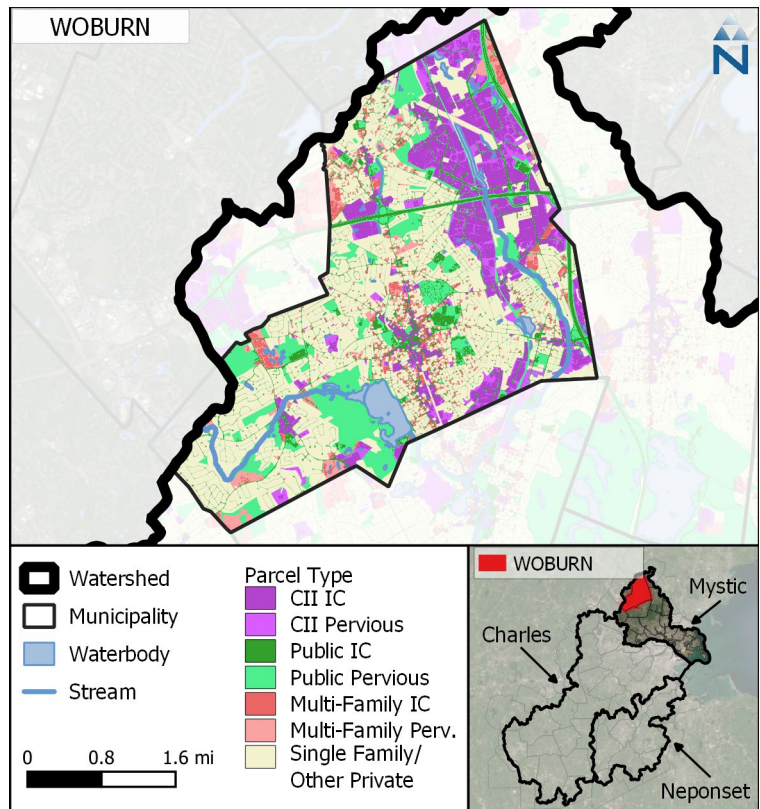 WOBURN
N
Watershed
Municipality
Waterbody
Stream
0 0.8 1.6 mi
Parcel Type
CII IC
CII Pervious
Public IC
Public Pervious
Multi-Family IC
Multi-Family Perv.
Single Family/
Other Private
WOBURN
Mystic
Charles
Neponset